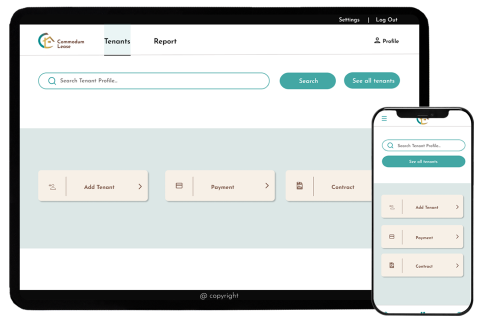 Settings | Log Out
Commodum
Lease
Tenants
Report
Profile
Search Tenant Profile..
Search
See all tenants
Add Tenant
Payment
Contract
@ copyright
Search Tenant Profile..
See all tenants
Add Tenant
Payment
Contract